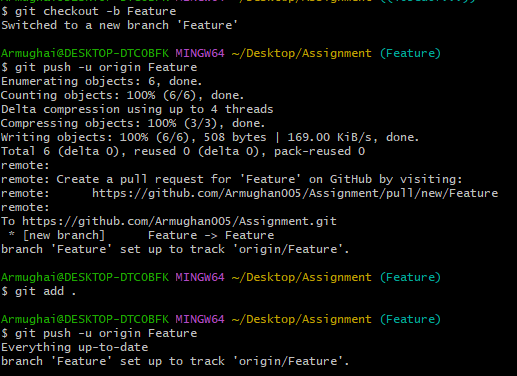 $ git checkout -b Feature
Switched to a new branch 'Feature'
Armughai@DESKTOP-DTCOBFK MINGW64 ~/Desktop/Assignment (Feature)
$ git push -u origin Feature
Enumerating objects: 6, done.
Counting objects: 100% (6/6), done.
Delta compression using up to 4 threads
Compressing objects: 100% (3/3), done.
Writing objects: 100% (6/6), 508 bytes | 169.00 KiB/s, done.
Total 6 (delta 0), reused 0 (delta 0), pack-reused 0
remote:
remote: Create a pull request for 'Feature' on GitHub by visiting:
remote:      https://github.com/Armughan005/Assignment/pull/new/Feature
remote:
To https://github.com/Armughan005/Assignment.git
 * [new branch]      Feature -> Feature
branch 'Feature' set up to track 'origin/Feature'.
Armughai@DESKTOP-DTCOBFK MINGW64 ~/Desktop/Assignment (Feature)
$ git add .
Armughai@DESKTOP-DTCOBFK MINGW64 ~/Desktop/Assignment (Feature)
$ git push -u origin Feature
Everything up-to-date
branch 'Feature' set up to track 'origin/Feature'.